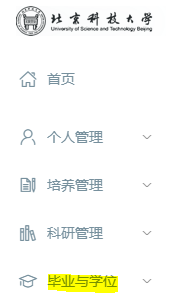 北京科技大学
University of Science and Technology Beijing
首页
个人管理
培养管理
科研管理
毕业与学位